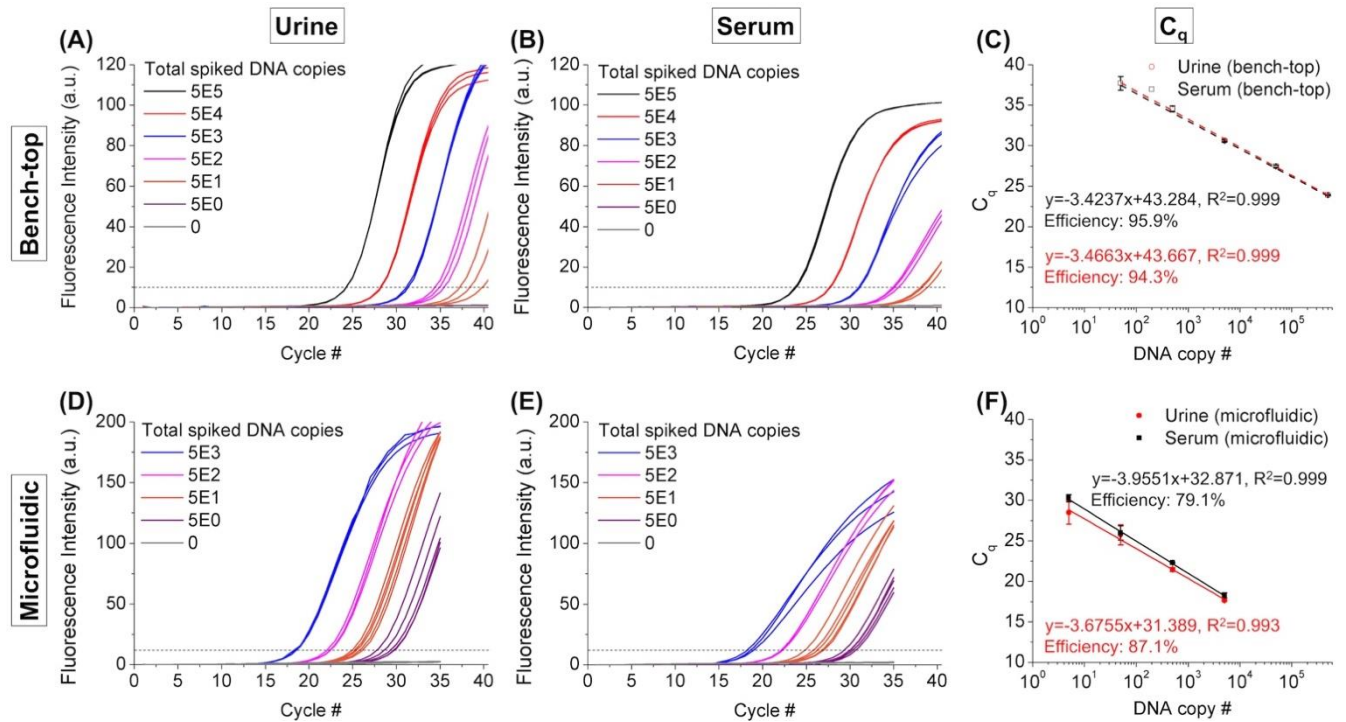 Urine
Serum
Cq
Bench-top
(A)
Total spiked DNA copies
5E5
5E4
5E3
5E2
5E1
5E0
0
Fluorescence Intensity (a.u.)
120
100
80
60
40
20
10
0
0 5 10 15 20 25 30 35 40
Cycle #
(B)
Total spiked DNA copies
5E5
5E4
5E3
5E2
5E1
5E0
0
Fluorescence Intensity (a.u.)
120
100
80
60
40
20
10
0
0 5 10 15 20 25 30 35 40
Cycle #
(C)
Urine (bench-top)
Serum (bench-top)
Cq
40
35
30
25
20
15
10
y=-3.4237x+43.284, R²=0.999
Efficiency: 95.9%
y=-3.4663x+43.667, R²=0.999
Efficiency: 94.3%
10⁰ 10¹ 10² 10³ 10⁴ 10⁵
DNA copy #
Microfluidic
(D)
Total spiked DNA copies
5E3
5E2
5E1
5E0
0
Fluorescence Intensity (a.u.)
200
150
100
50
0
0 5 10 15 20 25 30 35 40
Cycle #
(E)
Total spiked DNA copies
5E3
5E2
5E1
5E0
0
Fluorescence Intensity (a.u.)
200
150
100
50
0
0 5 10 15 20 25 30 35 40
Cycle #
(F)
Urine (microfluidic)
Serum (microfluidic)
Cq
40
35
30
25
20
15
10
y=-3.9551x+32.871, R²=0.999
Efficiency: 79.1%
y=-3.6755x+31.389, R²=0.993
Efficiency: 87.1%
10⁰ 10¹ 10² 10³ 10⁴ 10⁵
DNA copy #